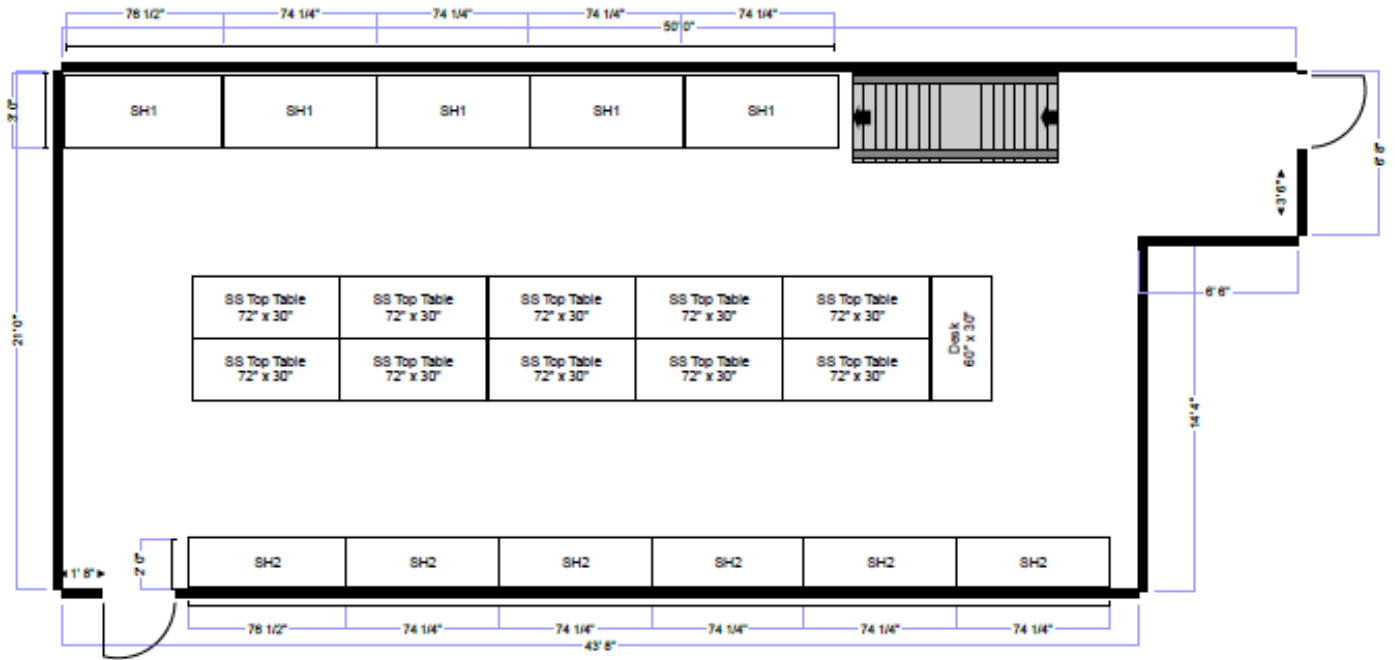 76 1/2" 74 1/4" 74 1/4" 74 1/4" 74 1/4"
50' 0"
SH1 SH1 SH1 SH1 SH1
3' 0"
6' 8"
3' 6"
21' 0"
SS Top Table SS Top Table SS Top Table SS Top Table SS Top Table
72" x 30" 72" x 30" 72" x 30" 72" x 30" 72" x 30"
Desk
60" x 30"
SS Top Table SS Top Table SS Top Table SS Top Table SS Top Table
72" x 30" 72" x 30" 72" x 30" 72" x 30" 72" x 30"
6' 6"
14' 4"
SH2 SH2 SH2 SH2 SH2 SH2
2' 0"
1' 8"
76 1/2" 74 1/4" 74 1/4" 74 1/4" 74 1/4" 74 1/4"
43' 8"